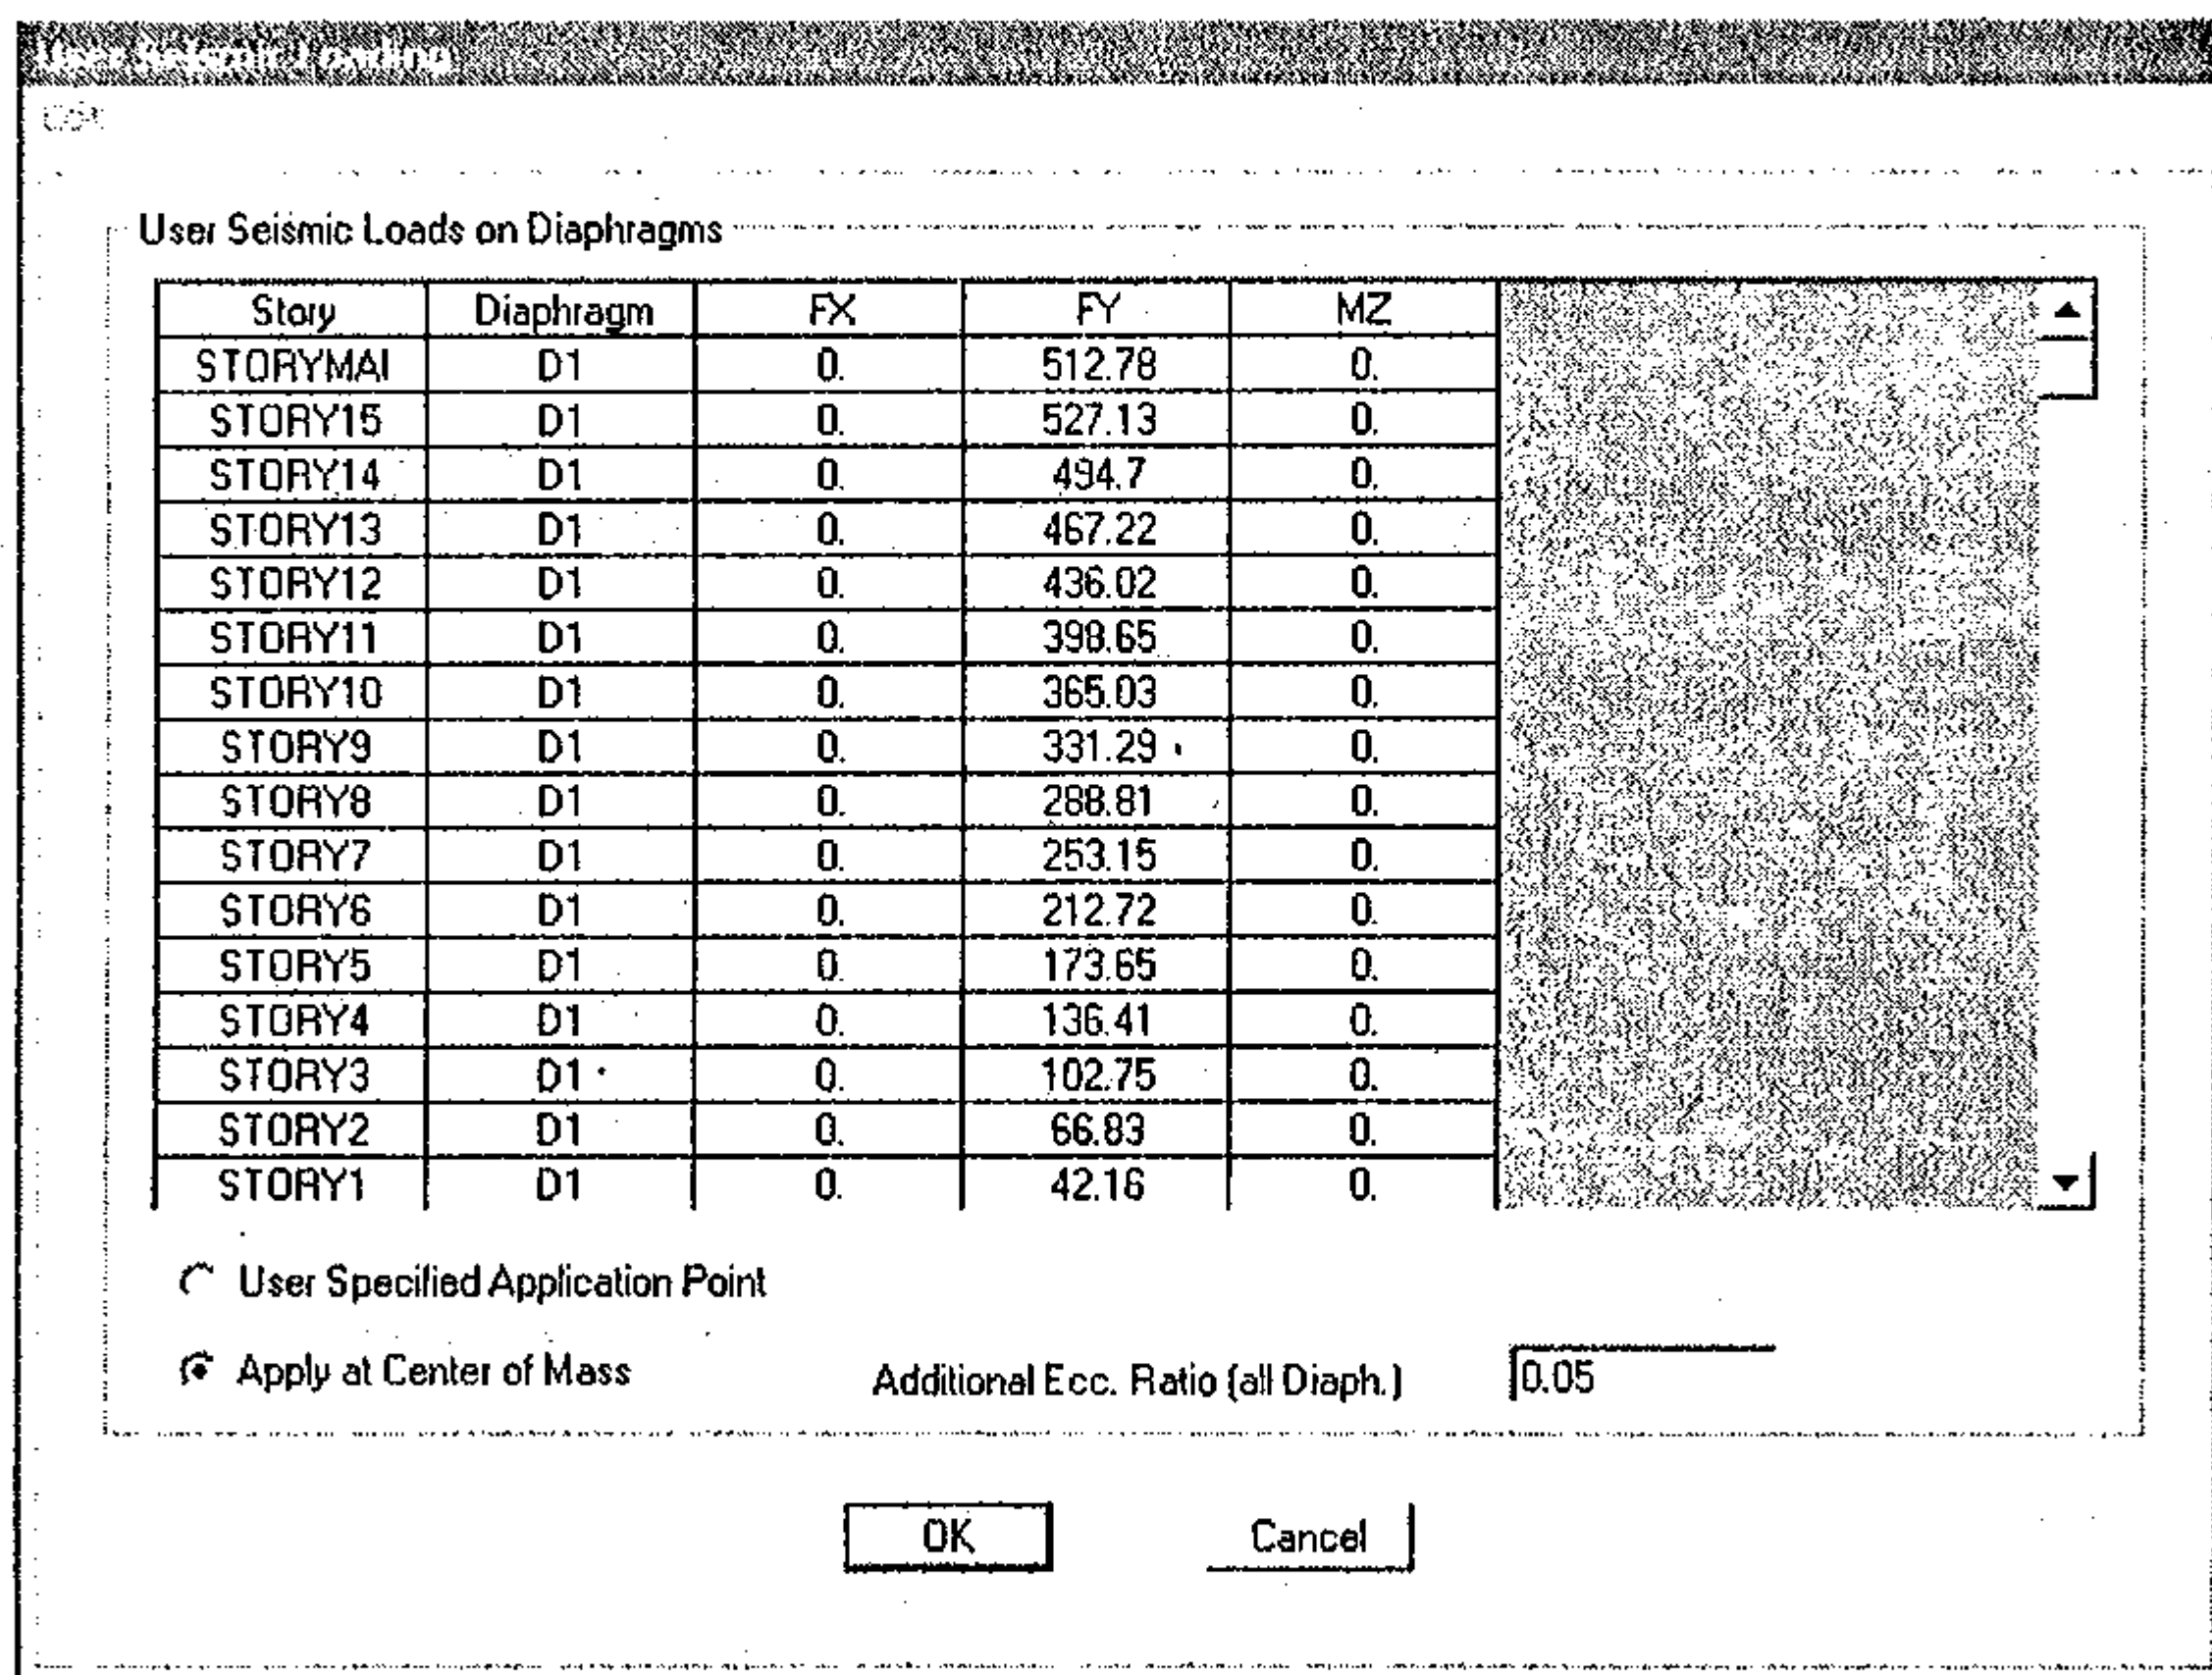 User Seismic Loading
Edit
User Seismic Loads on Diaphragms
Story Diaphragm FX FY MZ
STORYMAI D1 0. 512.78 0.
STORY15 D1 0. 527.13 0.
STORY14 D1 0. 494.7 0.
STORY13 D1 0. 467.22 0.
STORY12 D1 0. 436.02 0.
STORY11 D1 0. 398.65 0.
STORY10 D1 0. 365.03 0.
STORY9 D1 0. 331.29 0.
STORY8 D1 0. 288.81 0.
STORY7 D1 0. 253.15 0.
STORY6 D1 0. 212.72 0.
STORY5 D1 0. 173.65 0.
STORY4 D1 0. 136.41 0.
STORY3 D1 0. 102.75 0.
STORY2 D1 0. 66.83 0.
STORY1 D1 0. 42.16 0.
User Specified Application Point
Apply at Center of Mass Additional Ecc. Ratio (all Diaph.) 0.05
OK Cancel